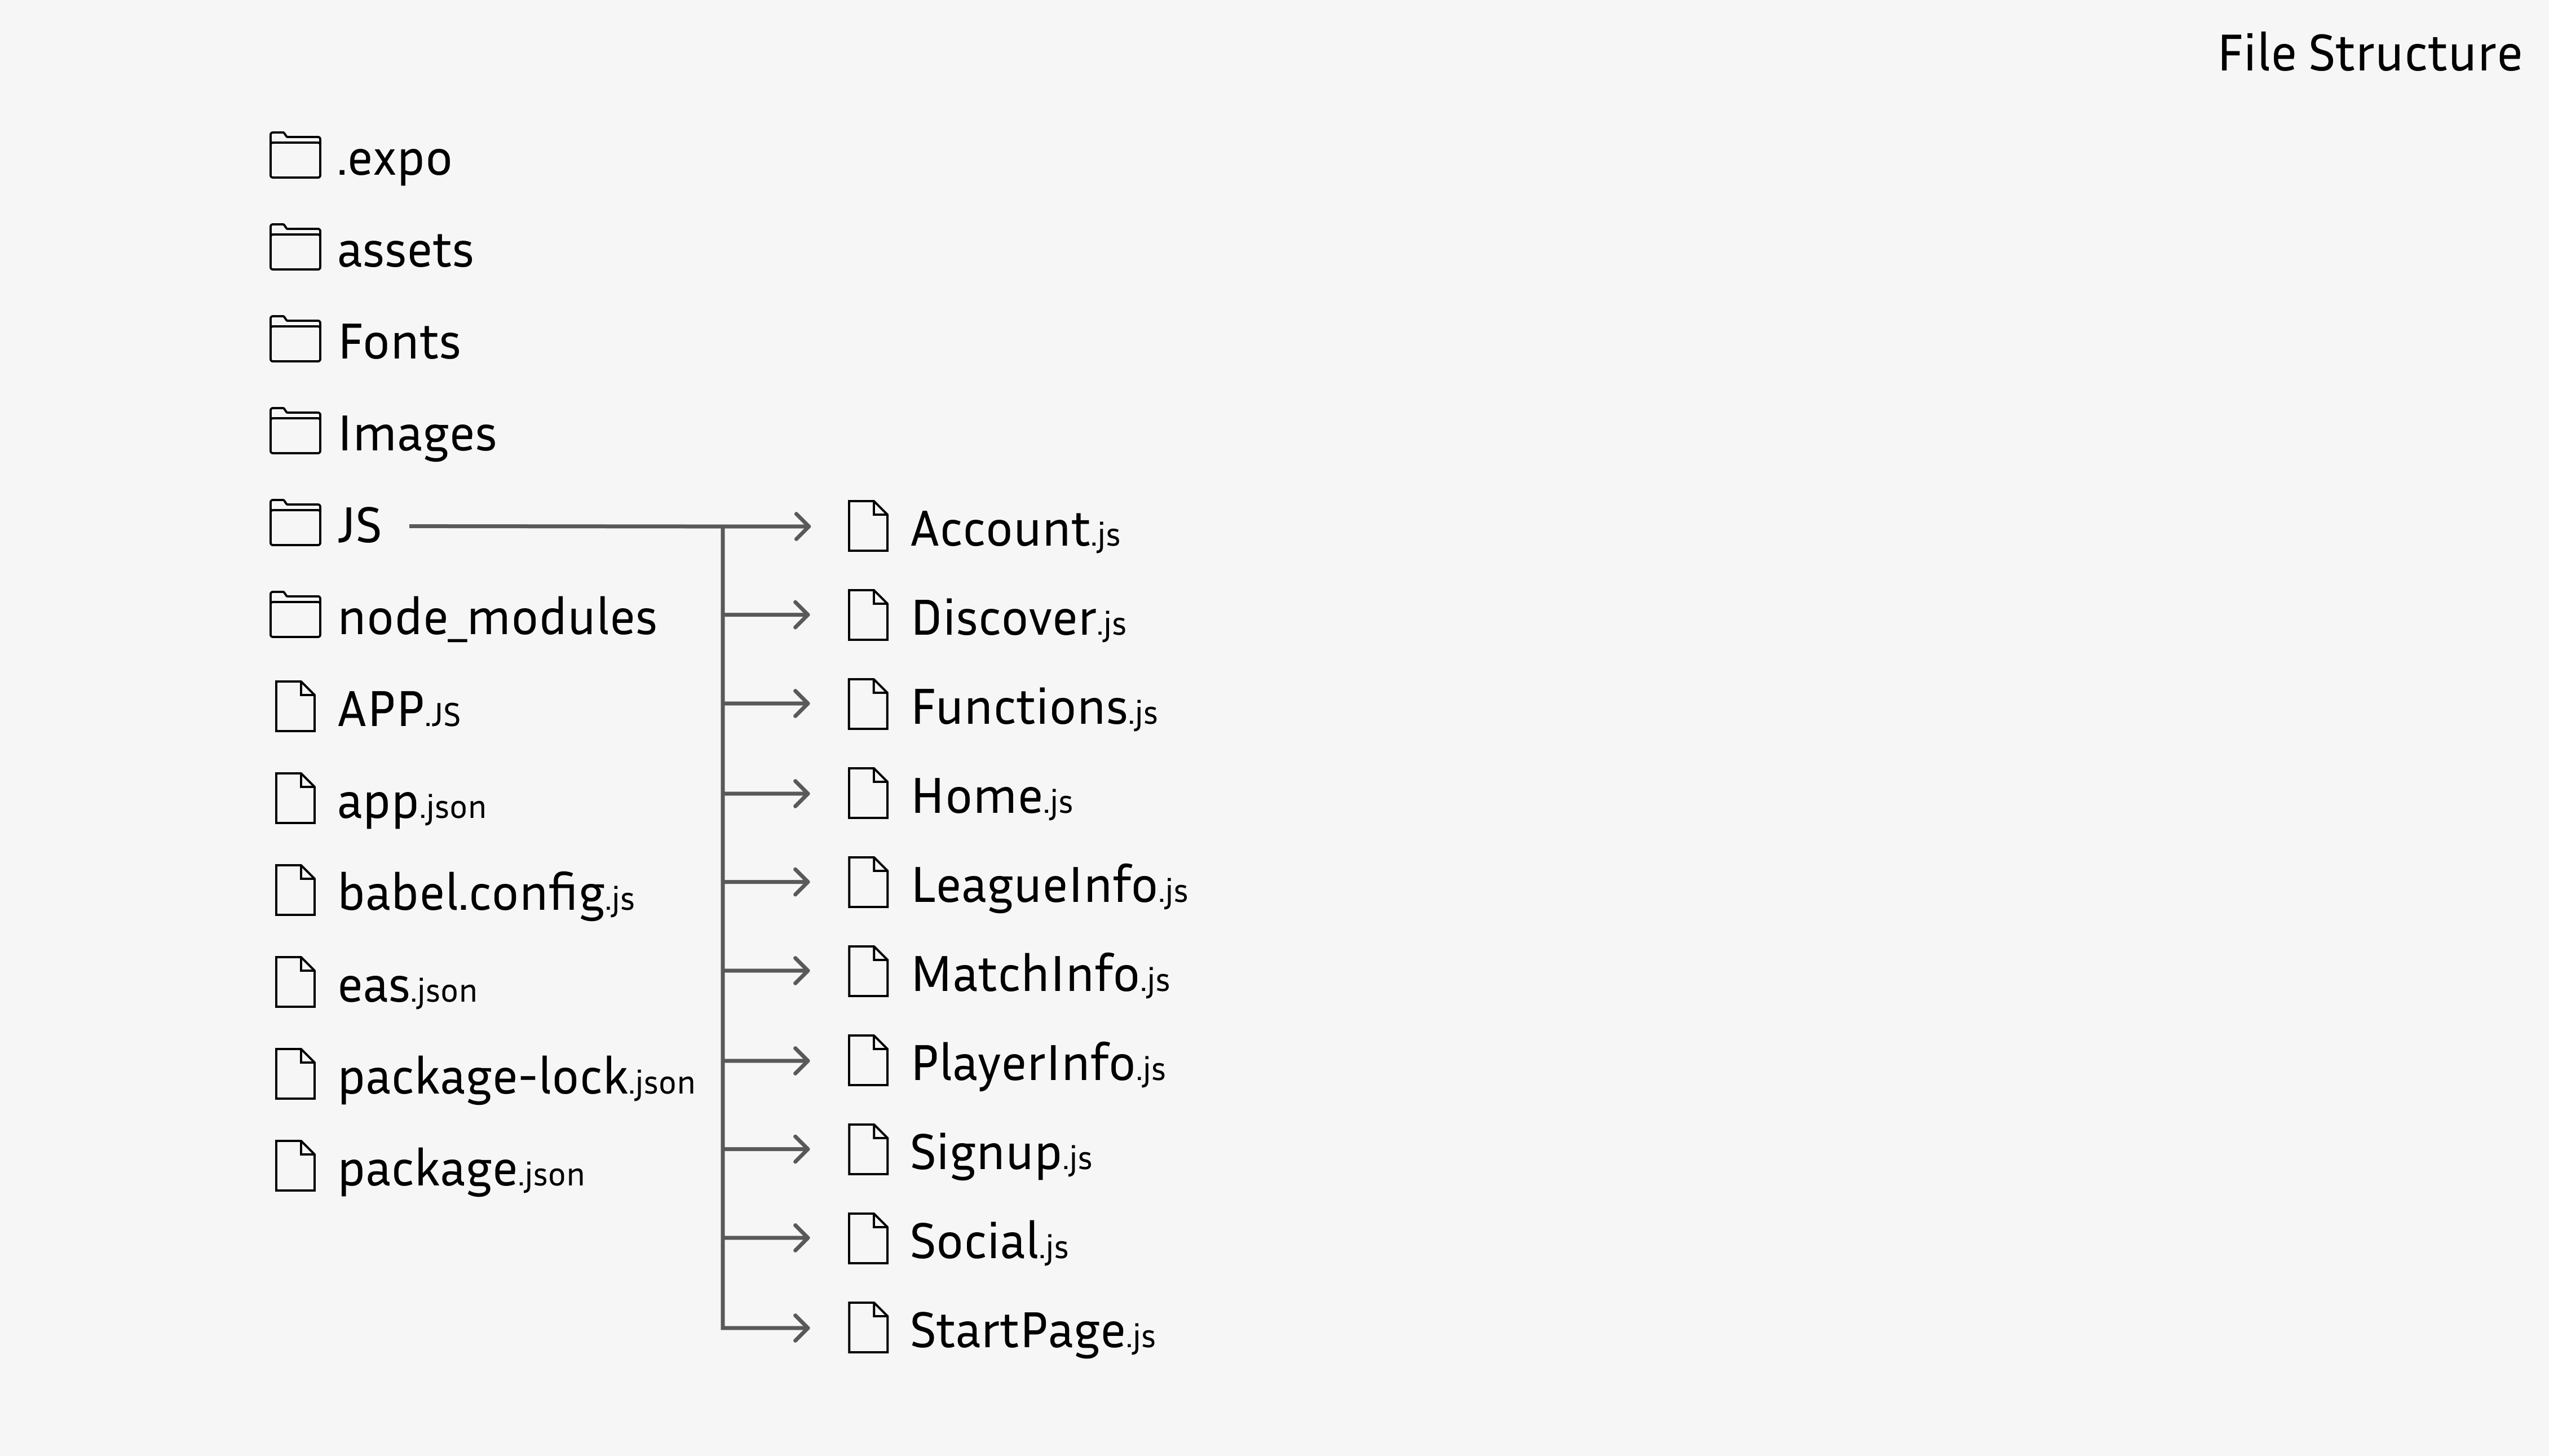 File Structure
.expo
assets
Fonts
Images
JS
node_modules
APP.JS
app.json
babel.config.js
eas.json
package-lock.json
package.json
Account.js
Discover.js
Functions.js
Home.js
LeagueInfo.js
MatchInfo.js
PlayerInfo.js
Signup.js
Social.js
StartPage.js